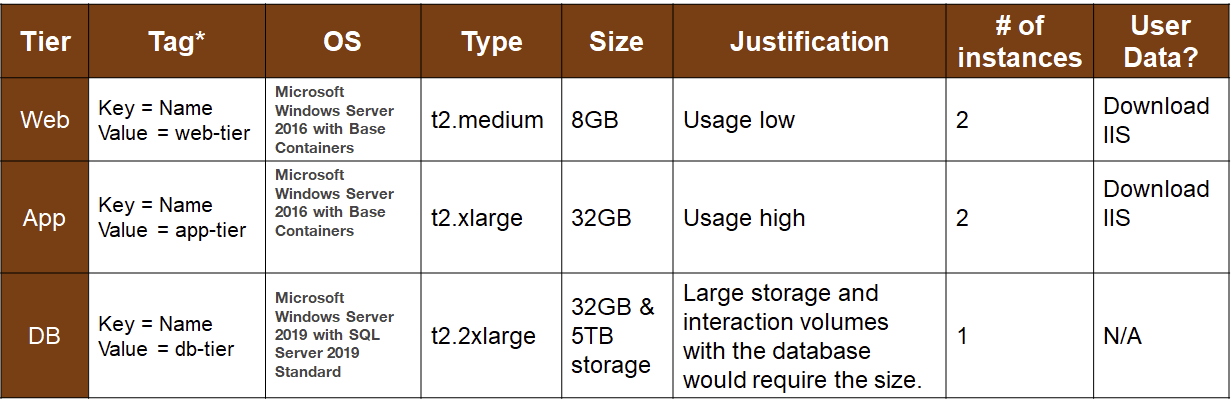 Tier Tag* OS Type Size Justification # of instances User Data?
Web
Key = Name
Value = web-tier
Microsoft
Windows Server
2016 with Base
Containers
t2.medium
8GB
Usage low
2
Download
IIS
App
Key = Name
Value = app-tier
Microsoft
Windows Server
2016 with Base
Containers
t2.xlarge
32GB
Usage high
2
Download
IIS
DB
Key = Name
Value = db-tier
Microsoft
Windows Server
2019 with SQL
Server 2019
Standard
t2.2xlarge
32GB &
5TB
storage
Large storage and
interaction volumes
with the database
would require the size.
1
N/A